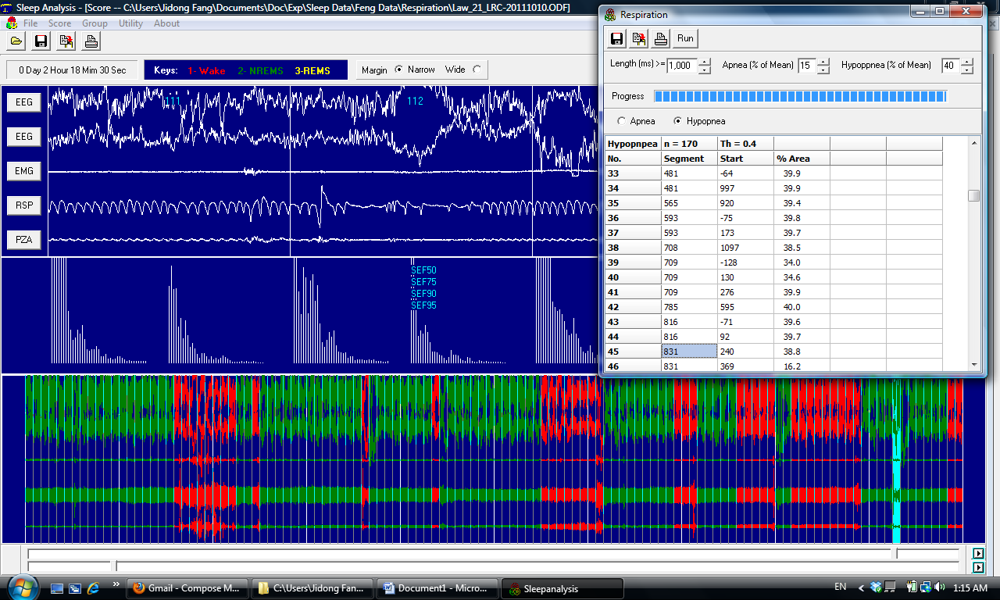 Sleep Analysis - [Score -- C:\Users\Jidong Fang\Documents\Doc\Exp\Sleep Data\Feng Data\Respiration\Law_21_LRC-20111010.ODF]
File Score Group Utility About
0 Day 2 Hour 18 Mim 30 Sec
Keys: 1- Wake 2- NREMS 3-REMS
Margin Narrow Wide
EEG
EEG
EMG
RSP
PZA
111
112
SEF50
SEF75
SEF90
SEF95
Respiration
Run
Length (ms) >= 1,000 Apnea (% of Mean) 15 Hypoppnea (% of Mean) 40
Progress
Apnea Hypopnea
Hypopnpea n = 170 Th = 0.4
No. Segment Start % Area
33 481 -64 39.9
34 481 997 39.9
35 565 920 39.4
36 593 -75 39.8
37 593 173 39.7
38 708 1097 38.5
39 709 -128 34.0
40 709 130 34.6
41 709 276 39.9
42 785 595 40.0
43 816 -71 39.6
44 816 92 39.7
45 831 240 38.8
46 831 369 16.2
Gmail - Compose M... C:\Users\Jidong Fan... Document1 - Micro... Sleepanalysis EN 1:15 AM